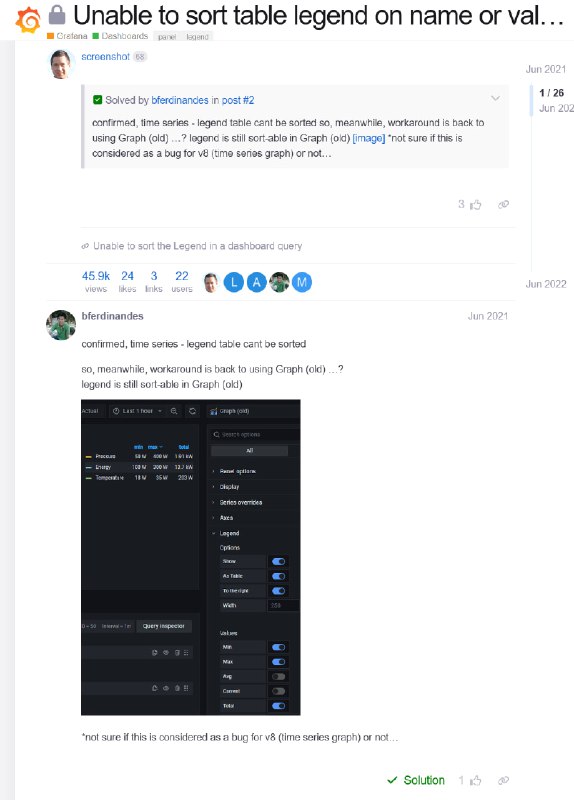 Unable to sort table legend on name or val…
Grafana Dashboards panel legend
screenshot 68
Jun 2021
Solved by bferdinandes in post #2
1 / 26
Jun 202
confirmed, time series - legend table cant be sorted so, meanwhile, workaround is back to
using Graph (old) …? legend is still sort-able in Graph (old) [image] *not sure if this is
considered as a bug for v8 (time series graph) or not…
3
Unable to sort the Legend in a dashboard query
45.9k 24 3 22
views likes links users
L A M
Jun 2022
bferdinandes Jun 2021
confirmed, time series - legend table cant be sorted
so, meanwhile, workaround is back to using Graph (old) …?
legend is still sort-able in Graph (old)
Actual Last 1 hour Graph (old)
Search options
All
min max total
Pressure 50 W 400 W 1.91 kW
Energy 100 W 300 W 13.7 kW
Temperature 18 W 35 W 203 W
Panel options
Display
Series overrides
Axes
Legend
Options
Show
As Table
To the right
Width 250
Interval = 1m Query inspector
Values
Min
Max
Avg
Current
Total
*not sure if this is considered as a bug for v8 (time series graph) or not…
Solution 1